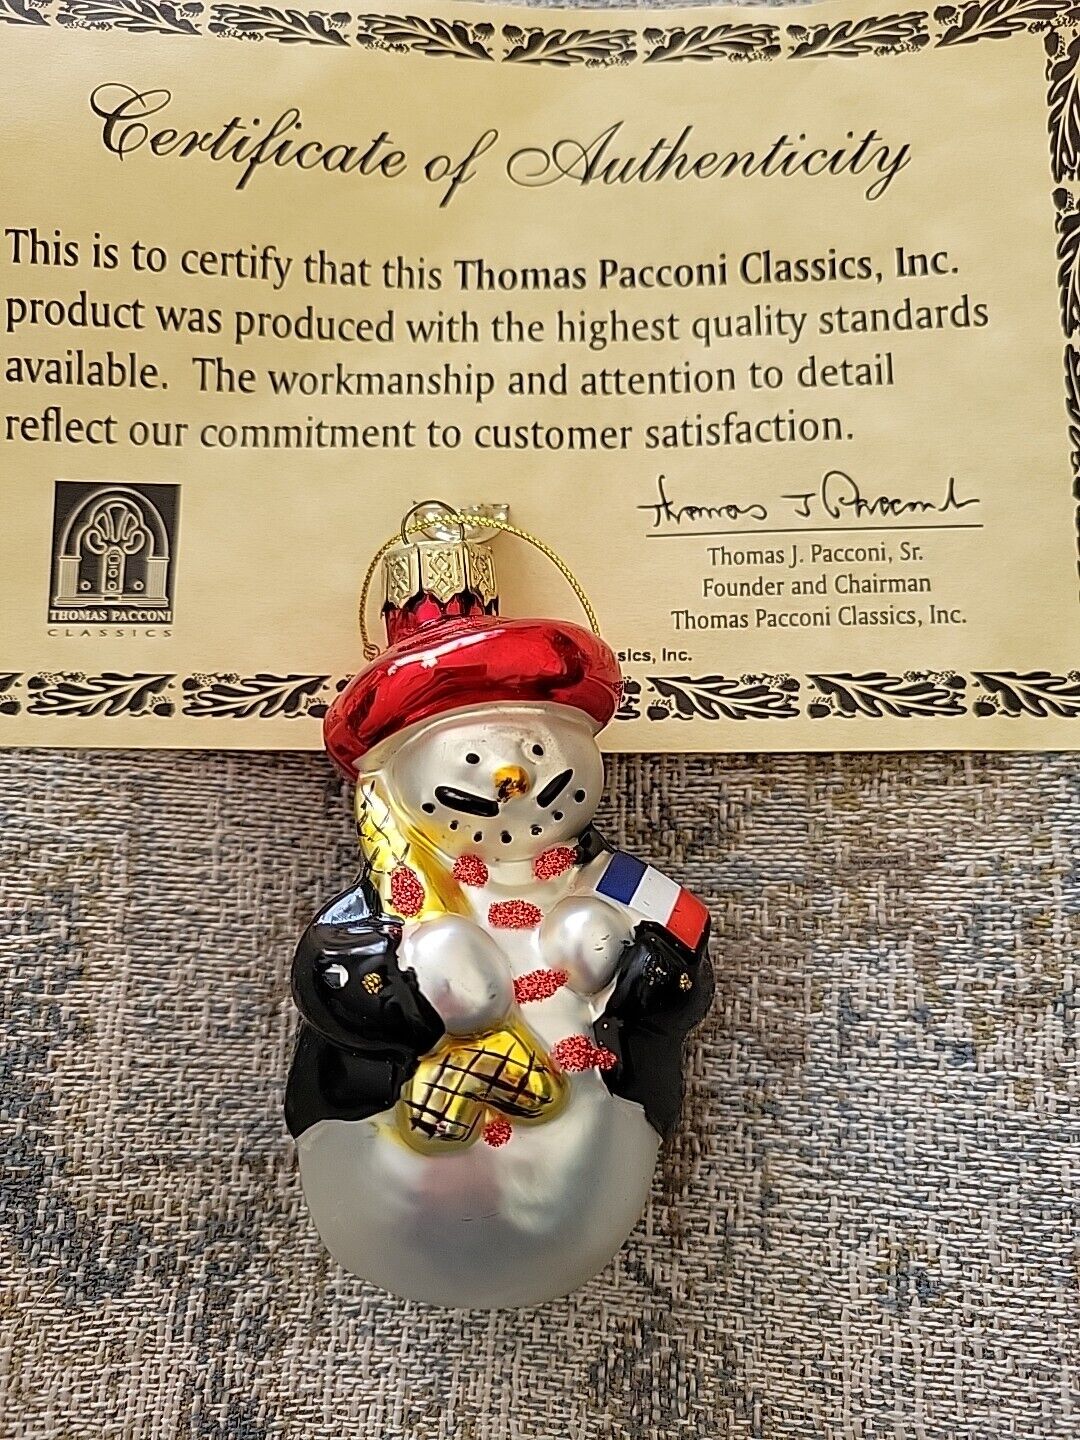 Certificate of Authenticity
This is to certify that this Thomas Pacconi Classics, Inc.
product was produced with the highest quality standards
available. The workmanship and attention to detail
reflect our commitment to customer satisfaction.
THOMAS PACCONI
CLASSICS
Thomas J Pacconi
Thomas J. Pacconi, Sr.
Founder and Chairman
Thomas Pacconi Classics, Inc.
sics, Inc.